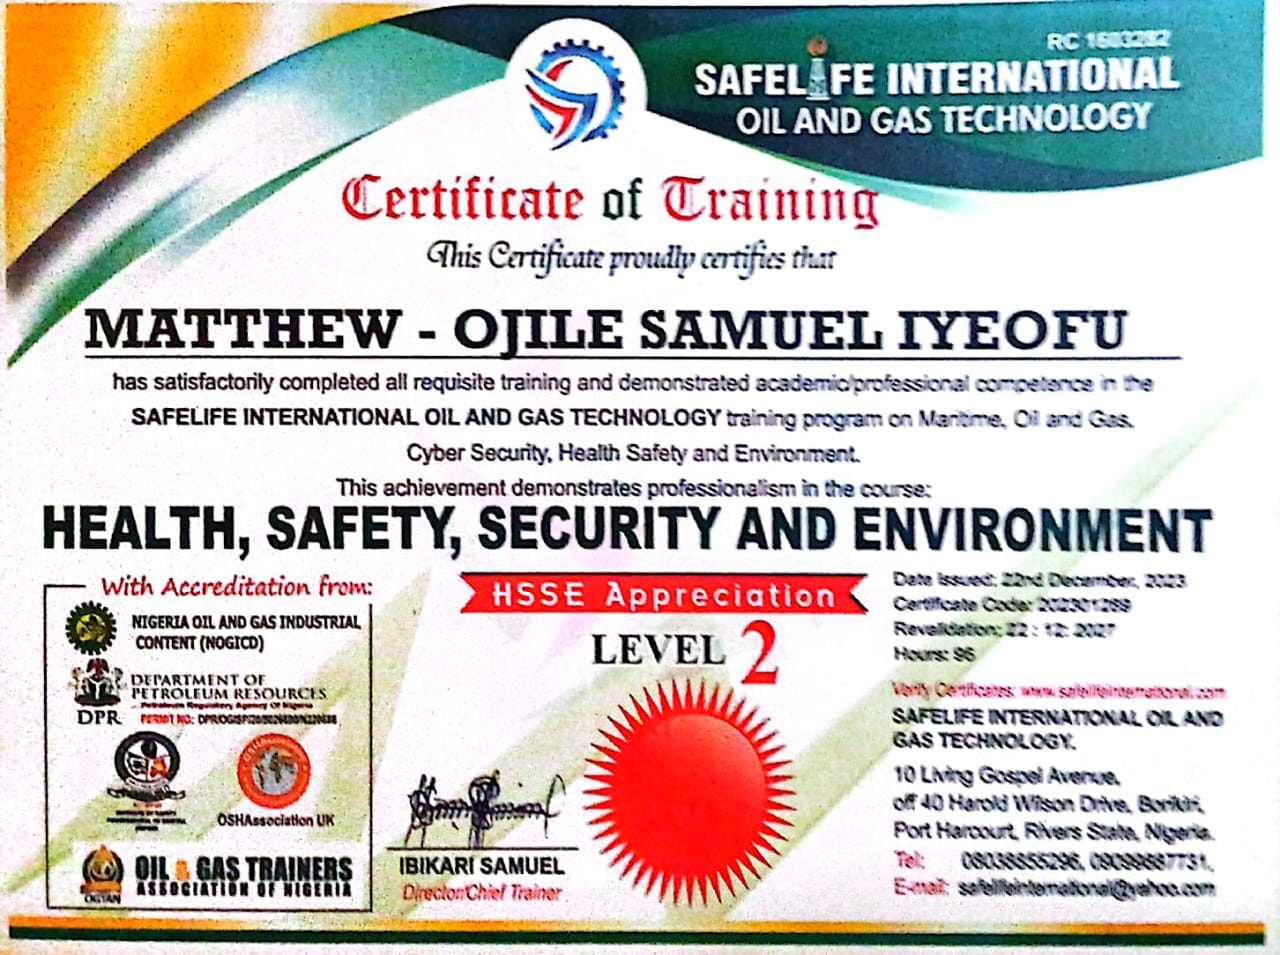 RC 1603282
SAFELIFE INTERNATIONAL
OIL AND GAS TECHNOLOGY
Certificate of Training
This Certificate proudly certifies that
MATTHEW - OJILE SAMUEL IYEOFU
has satisfactorily completed all requisite training and demonstrated academic/professional competence in the
SAFELIFE INTERNATIONAL OIL AND GAS TECHNOLOGY training program on Maritime, Oil and Gas,
Cyber Security, Health Safety and Environment.
This achievement demonstrates professionalism in the course:
HEALTH, SAFETY, SECURITY AND ENVIRONMENT
With Accreditation from:
NIGERIA OIL AND GAS INDUSTRIAL
CONTENT (NOGICD)
DEPARTMENT OF
PETROLEUM RESOURCES
Petroleum Regulatory Agency Of Nigeria
DPR PERMIT NO:
OSHAssociation UK
OIL & GAS TRAINERS
ASSOCIATION OF NIGERIA
OGTAN
HSSE Appreciation
LEVEL 2
IBIKARI SAMUEL
Director/Chief Trainer
Date Issued: 22nd December, 2023
Certificate Code: 202301289
Revalidation: 22 : 12: 2027
Hours: 96
Verify Certificates: www.safelifeinternational.com
SAFELIFE INTERNATIONAL OIL AND
GAS TECHNOLOGY.
10 Living Gospel Avenue,
off 40 Harold Wilson Drive, Borikiri,
Port Harcourt, Rivers State, Nigeria.
Tel: 08038855296, 09099687731,
E-mail: safelifeinternational@yahoo.com